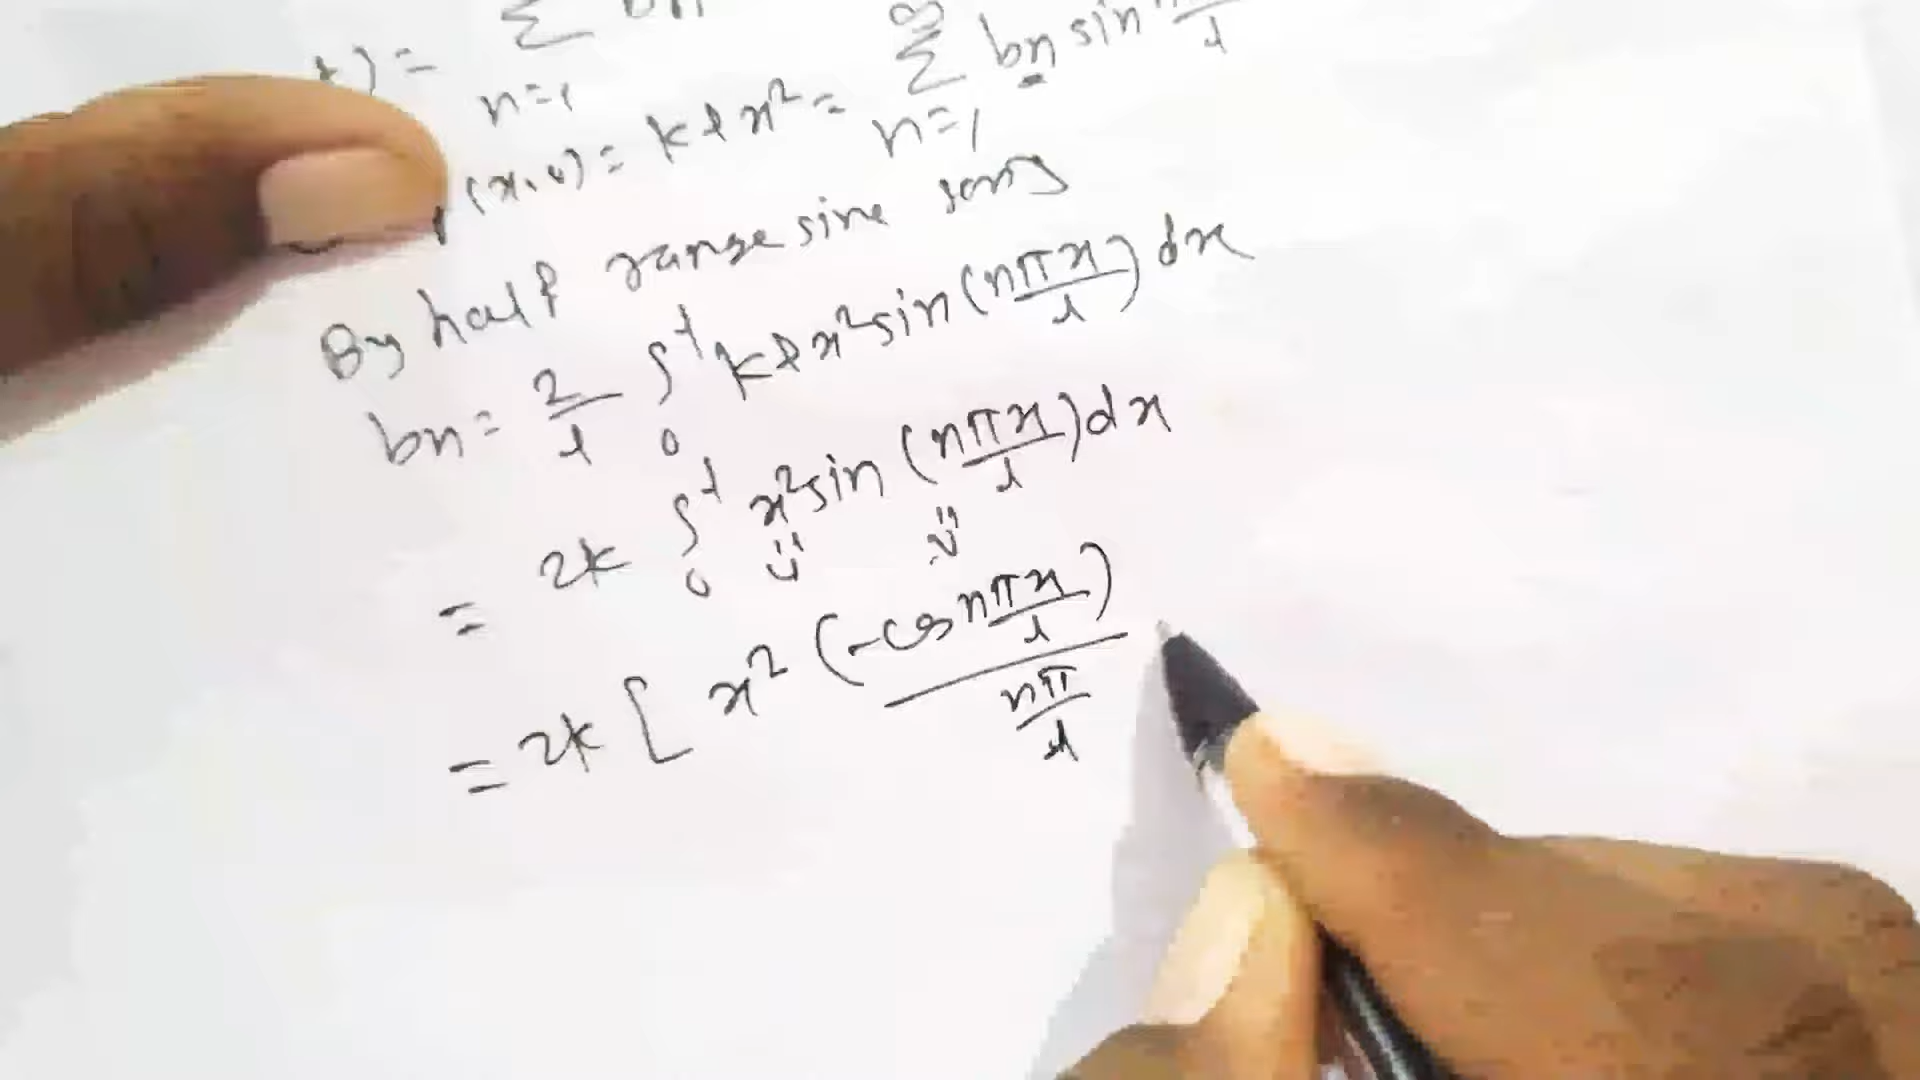 t) = ∑ bn n=1
(x,0) = klx² = ∑ bn sin n=1 ∞ l
By half range sine
bn = 2/l ∫₀ˡ klx² sin(nπx/l) dx
= 2k ∫₀ˡ x² sin(nπx/l) dx
u v
= 2k [ x² (-cos nπx/l) / nπ/l